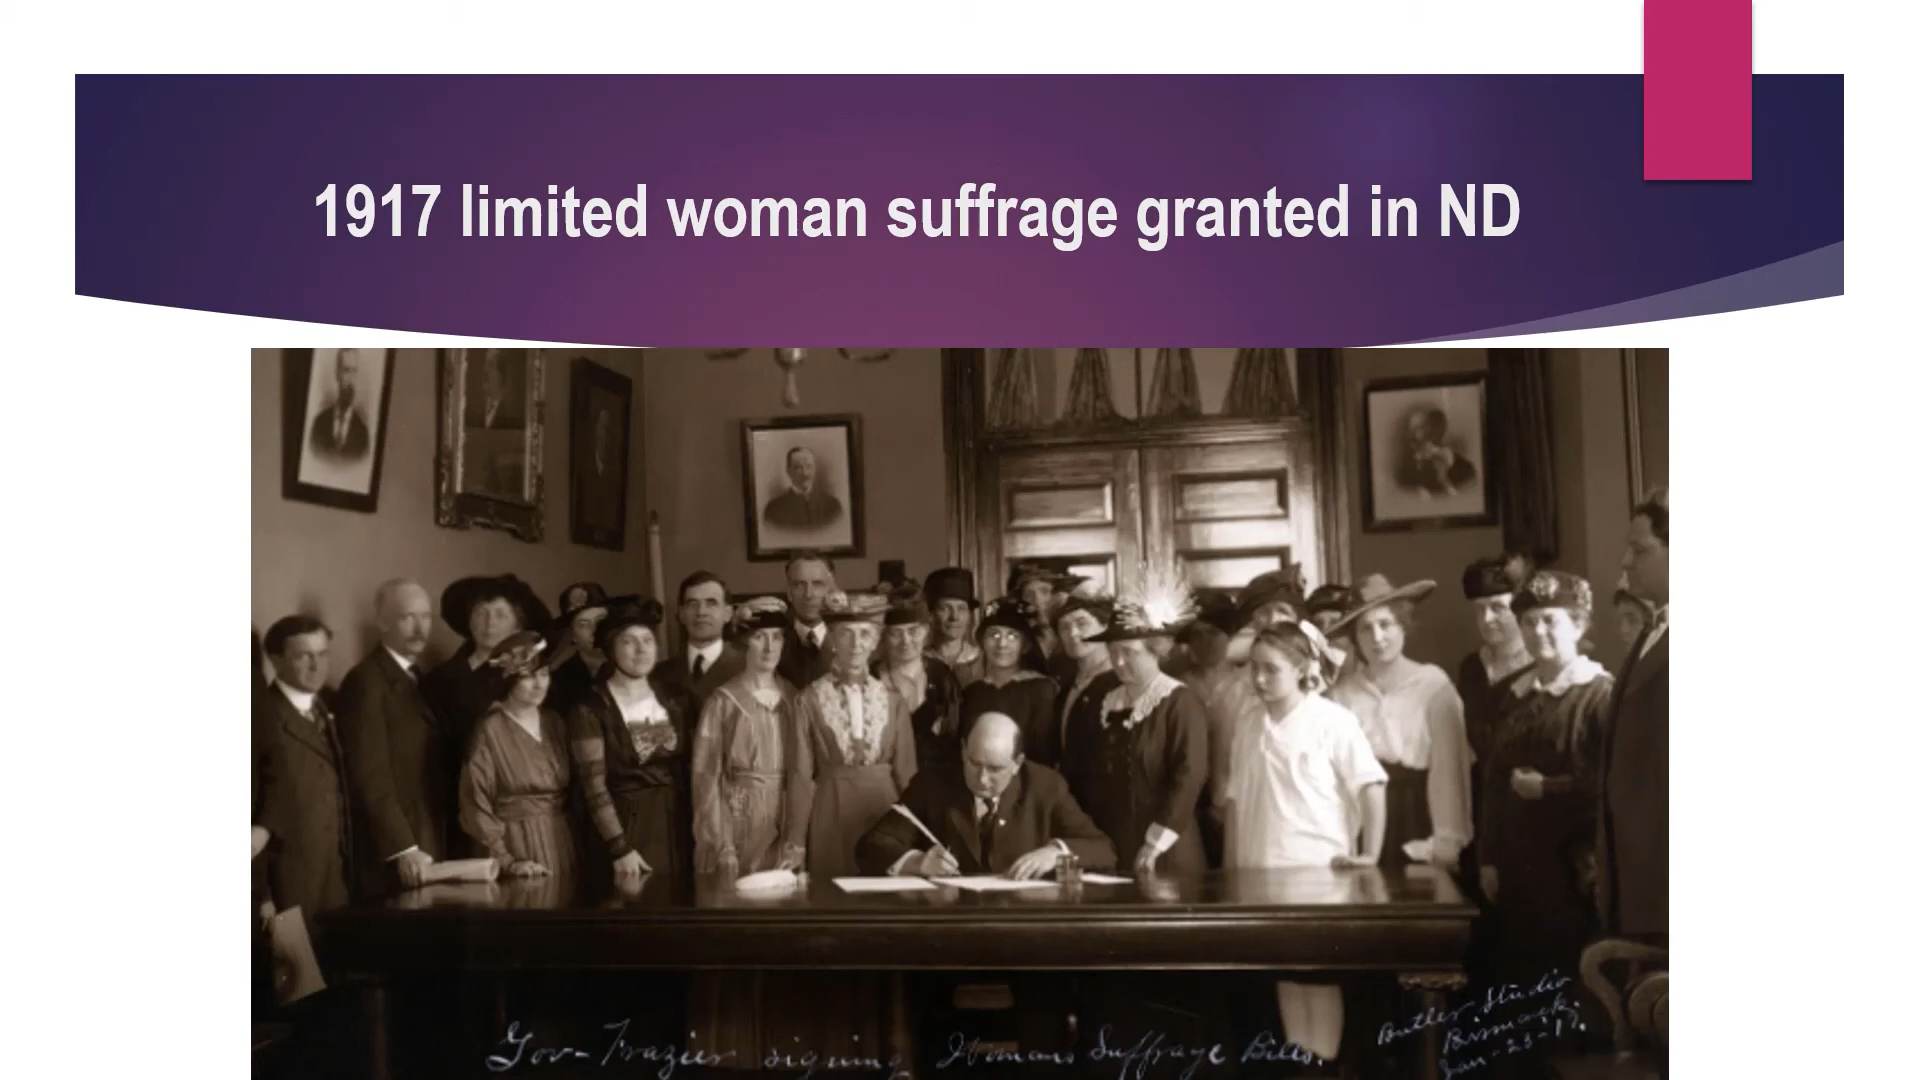 1917 limited woman suffrage granted in ND
Gov-Frazier signing Womans Suffrage Bills.
Butler Studio
Bismarck.
Jan-23-17.